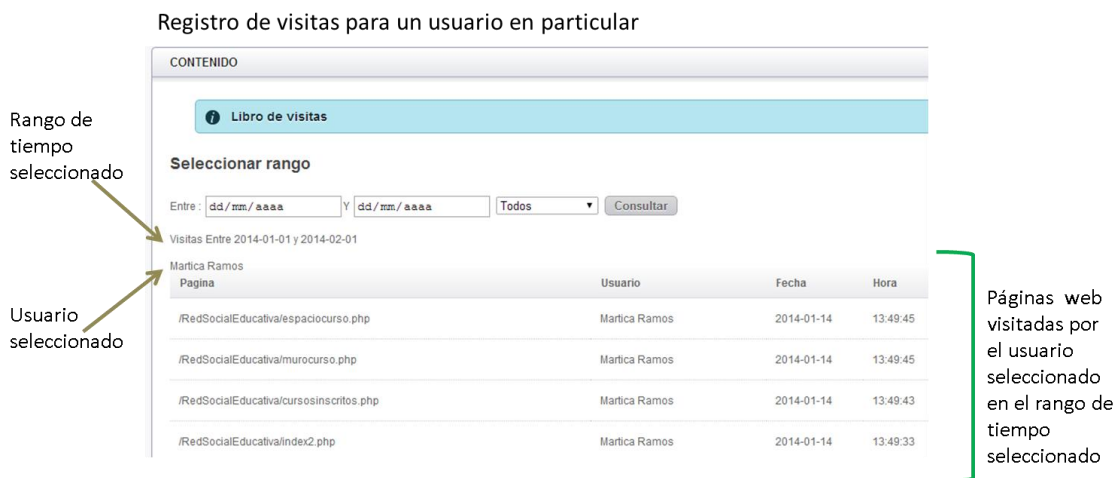 Registro de visitas para un usuario en particular
CONTENIDO
Libro de visitas
Rango de
tiempo
seleccionado
Seleccionar rango
Entre : dd/mm/aaaa Y dd/mm/aaaa Todos Consultar
Visitas Entre 2014-01-01 y 2014-02-01
Martica Ramos
Pagina Usuario Fecha Hora
/RedSocialEducativa/espaciocurso.php Martica Ramos 2014-01-14 13:49:45
/RedSocialEducativa/murocurso.php Martica Ramos 2014-01-14 13:49:45
/RedSocialEducativa/cursosinscritos.php Martica Ramos 2014-01-14 13:49:43
/RedSocialEducativa/index2.php Martica Ramos 2014-01-14 13:49:33
Usuario
seleccionado
Páginas web
visitadas por
el usuario
seleccionado
en el rango de
tiempo
seleccionado